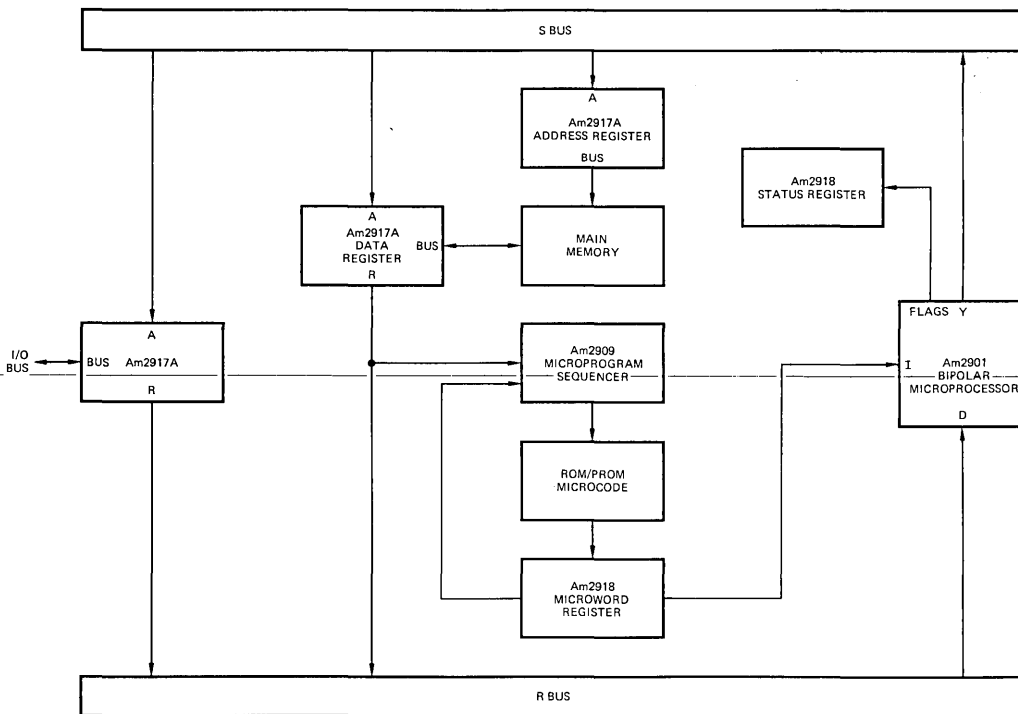 S BUS
A
Am2917A
ADDRESS REGISTER
BUS
Am2918
STATUS REGISTER
A
Am2917A
DATA
REGISTER
BUS
R
MAIN
MEMORY
I/O
BUS
A
BUS Am2917A
R
Am2909
MICROPROGRAM
SEQUENCER
FLAGS Y
I
Am2901
BIPOLAR
MICROPROCESSOR
D
ROM/PROM
MICROCODE
Am2918
MICROWORD
REGISTER
R BUS